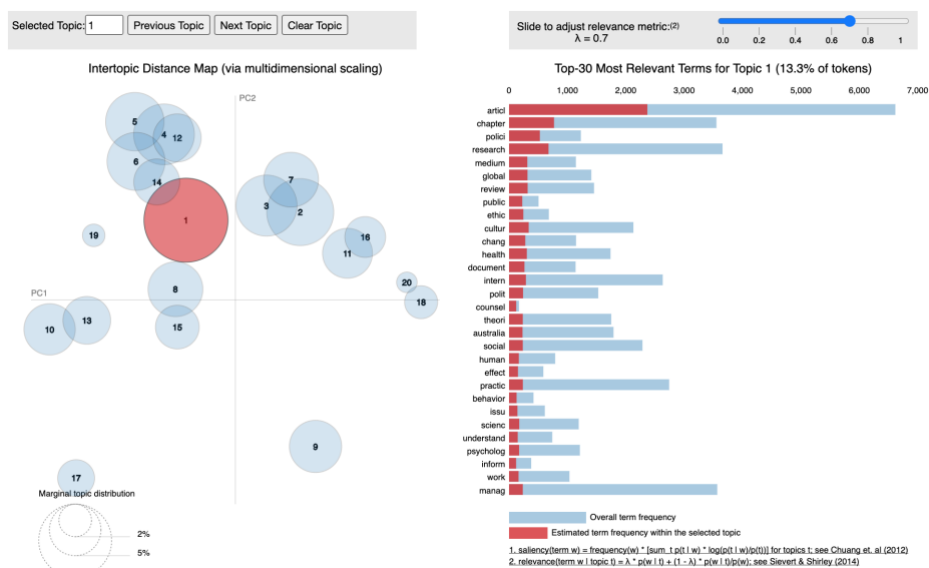 Selected Topic: 1 Previous Topic Next Topic Clear Topic
Slide to adjust relevance metric:(2)
λ = 0.7
0.0 0.2 0.4 0.6 0.8 1
Intertopic Distance Map (via multidimensional scaling)
PC2
PC1
5
4
12
6
14
1
7
3
2
19
16
11
8
20
18
10
13
15
9
17
Marginal topic distribution
2%
5%
Top-30 Most Relevant Terms for Topic 1 (13.3% of tokens)
0 1,000 2,000 3,000 4,000 5,000 6,000 7,000
articl
chapter
polici
research
medium
global
review
public
ethic
cultur
chang
health
document
intern
polit
counsel
theori
australia
social
human
effect
practic
behavior
issu
scienc
understand
psycholog
inform
work
manag
Overall term frequency
Estimated term frequency within the selected topic
1. saliency(term w) = frequency(w) * [sum_t p(t | w) * log(p(t | w)/p(t))] for topics t; see Chuang et. al (2012)
2. relevance(term w | topic t) = λ * p(w | t) + (1 - λ) * p(w | t)/p(w); see Sievert & Shirley (2014)